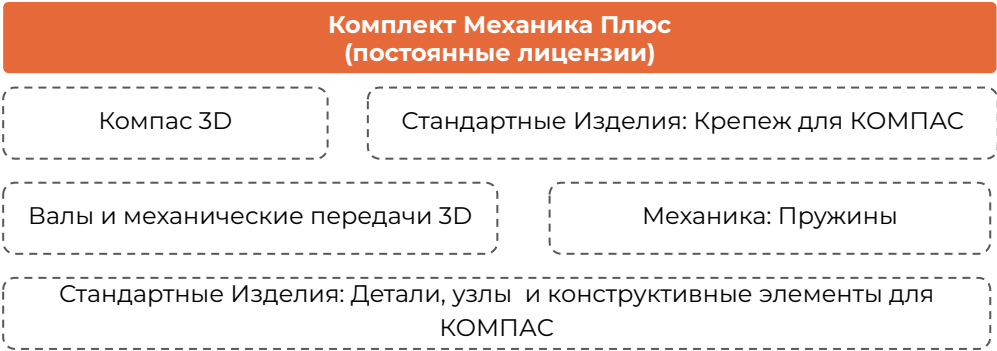 Комплект Механика Плюс
(постоянные лицензии)
Компас 3D
Стандартные Изделия: Крепеж для КОМПАС
Валы и механические передачи 3D
Механика: Пружины
Стандартные Изделия: Детали, узлы  и конструктивные элементы для
КОМПАС